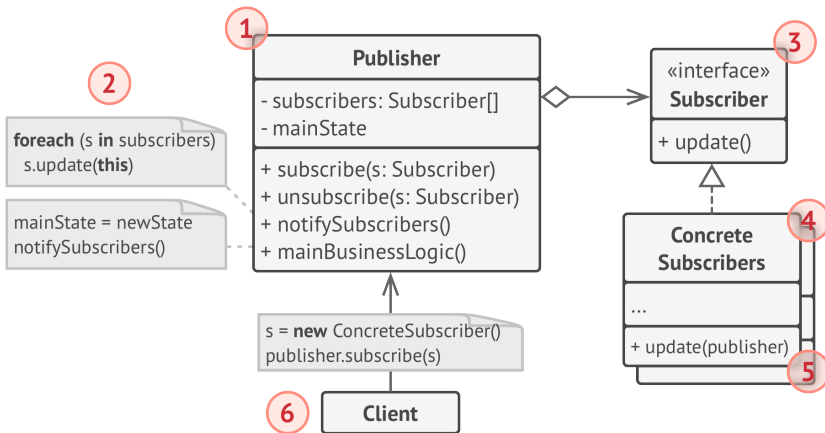 1
Publisher
- subscribers: Subscriber[]
- mainState
+ subscribe(s: Subscriber)
+ unsubscribe(s: Subscriber)
+ notifySubscribers()
+ mainBusinessLogic()
2
foreach (s in subscribers)
s.update(this)
mainState = newState
notifySubscribers()
3
«interface»
Subscriber
+ update()
4
Concrete
Subscribers
...
+ update(publisher)
5
s = new ConcreteSubscriber()
publisher.subscribe(s)
6
Client